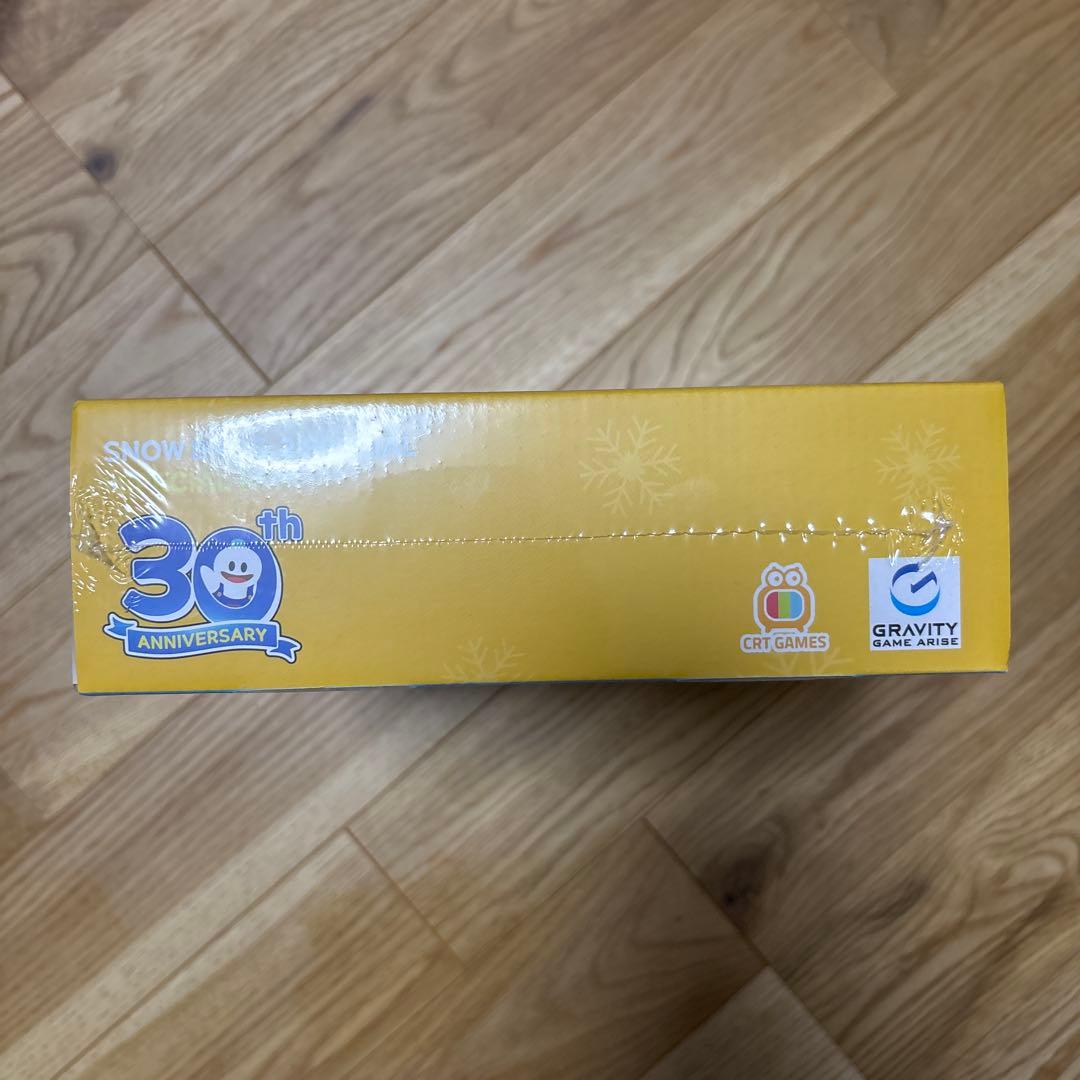 SNOW
30th
ANNIVERSARY
CRT GAMES
GRAVITY
GAME ARISE